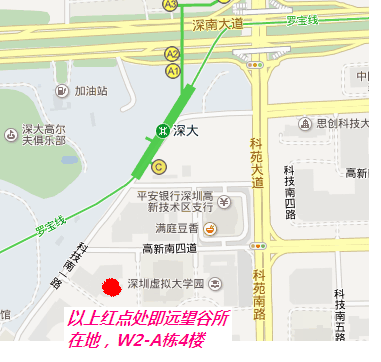 A3
深南大道
罗宝线
A2
A1
加油站
中
深大
思创科技大
深大高尔
夫俱乐部
科苑大道
C
高新
平安银行深圳高
新技术区支行
科技南四路
满庭豆香
罗宝线
高新南四道
科技南一路
深圳虚拟大学园
科苑南路
科技南五路
馆
以上红点处即远望谷所
在地，W2-A栋4楼